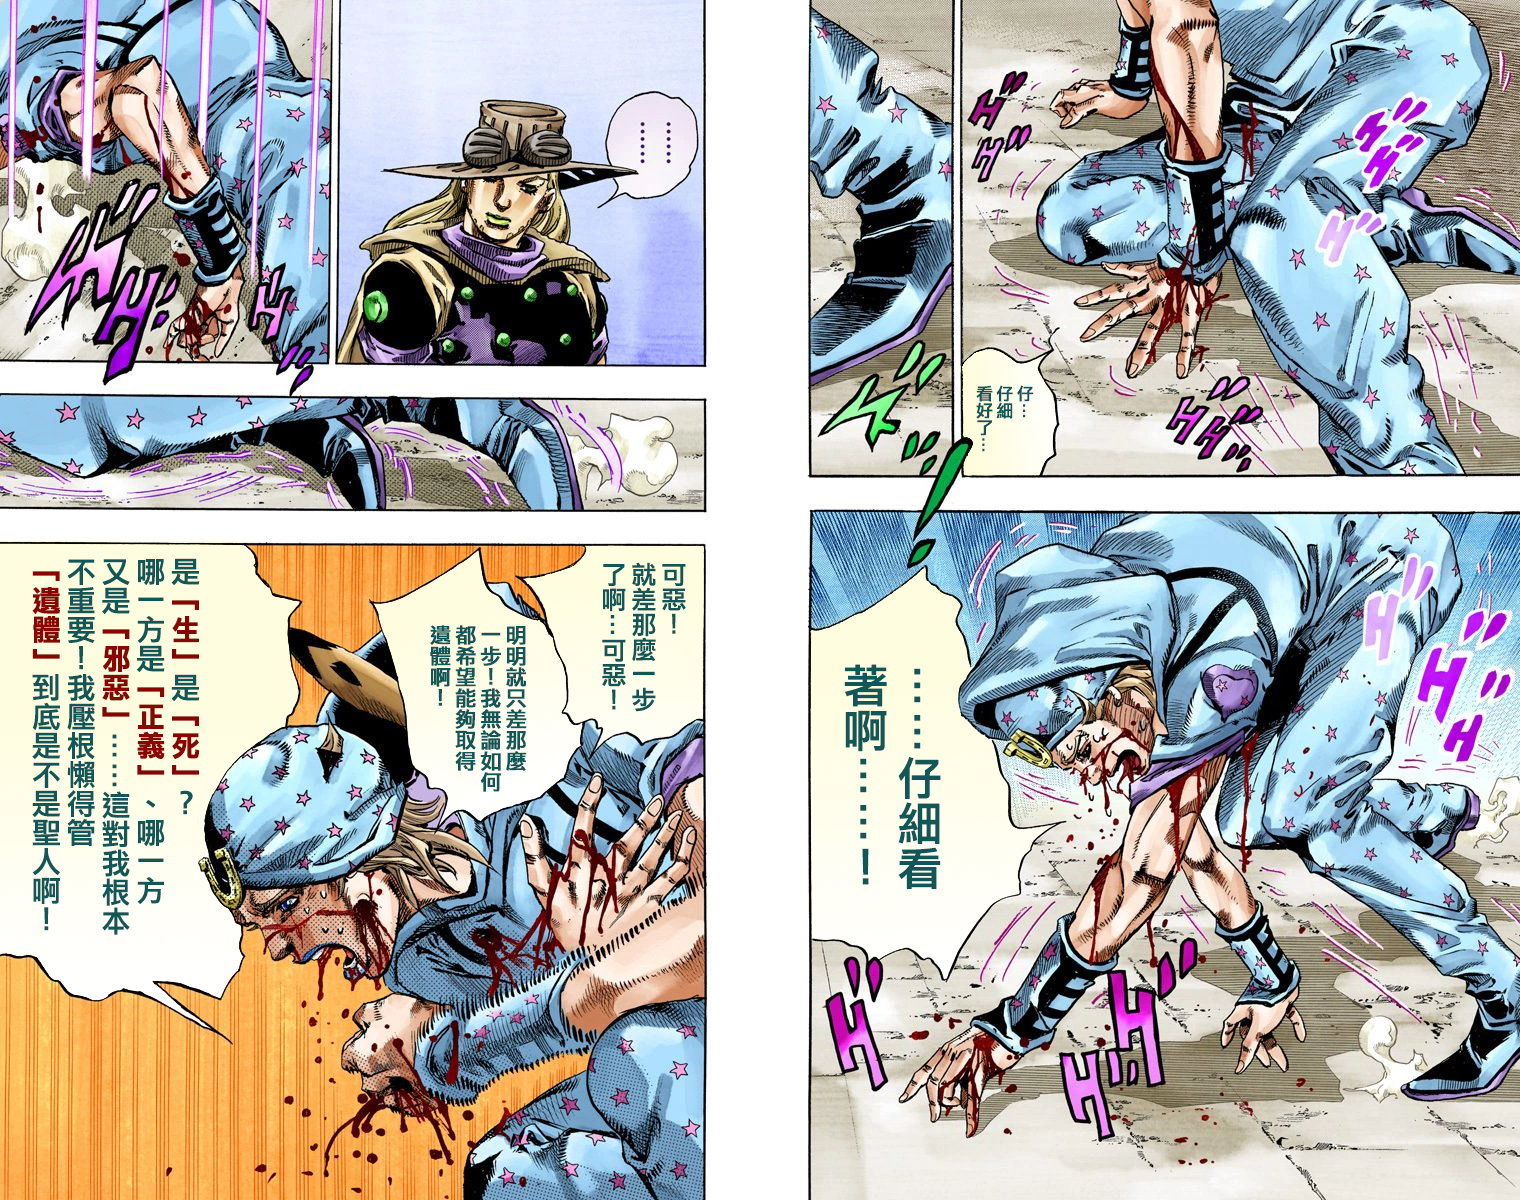 仔…
仔細
看好了…
……仔細看
著啊………！
……
……
可惡！
就差那麼一步
了啊…可惡！
明明就只差那麼
一步！我無論如何
都希望能夠取得
遺體啊！
是「生」是「死」？
哪一方是「正義」、哪一方
又是「邪惡」……這對我根本
不重要！我壓根懶得管
「遺體」到底是不是聖人啊！